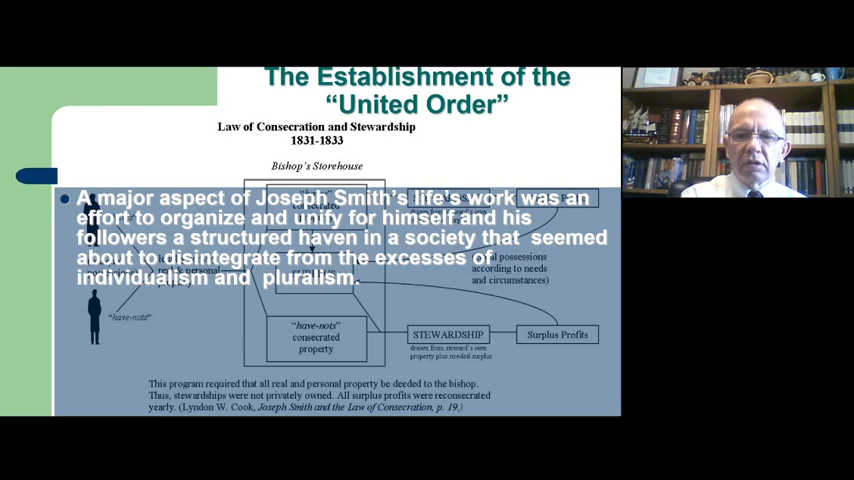 The Establishment of the
“United Order”
Law of Consecration and Stewardship
1831-1833
Bishop's Storehouse
• A major aspect of Joseph Smith's life's work was an
effort to organize and unify for himself and his
followers a structured haven in a society that seemed
about to disintegrate from the excesses of
individualism and pluralism.
possessions
according to needs
and circumstances)
"have-nots"
"have-nots"
consecrated
property
STEWARDSHIP
drawn from steward's own
property plus needed surplus
Surplus Profits
This program required that all real and personal property be deeded to the bishop.
Thus, stewardships were not privately owned. All surplus profits were reconsecrated
yearly. (Lyndon W. Cook, Joseph Smith and the Law of Consecration, p. 19.)